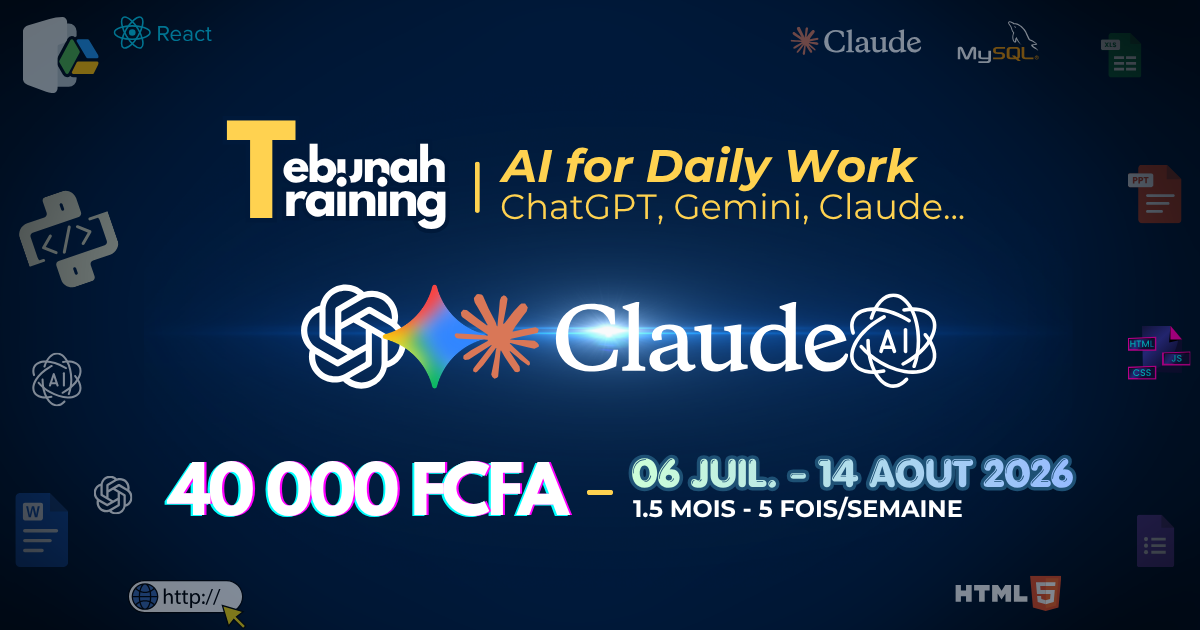 React
Claude
MySQL
XLS
Tebunah
Training
AI for Daily Work
ChatGPT, Gemini, Claude...
PPT
</>
Claude
AI
HTML
JS
CSS
AI
40 000 FCFA – 06 JUIL. - 14 AOUT 2026
1.5 MOIS - 5 FOIS/SEMAINE
W
http://
HTML
5